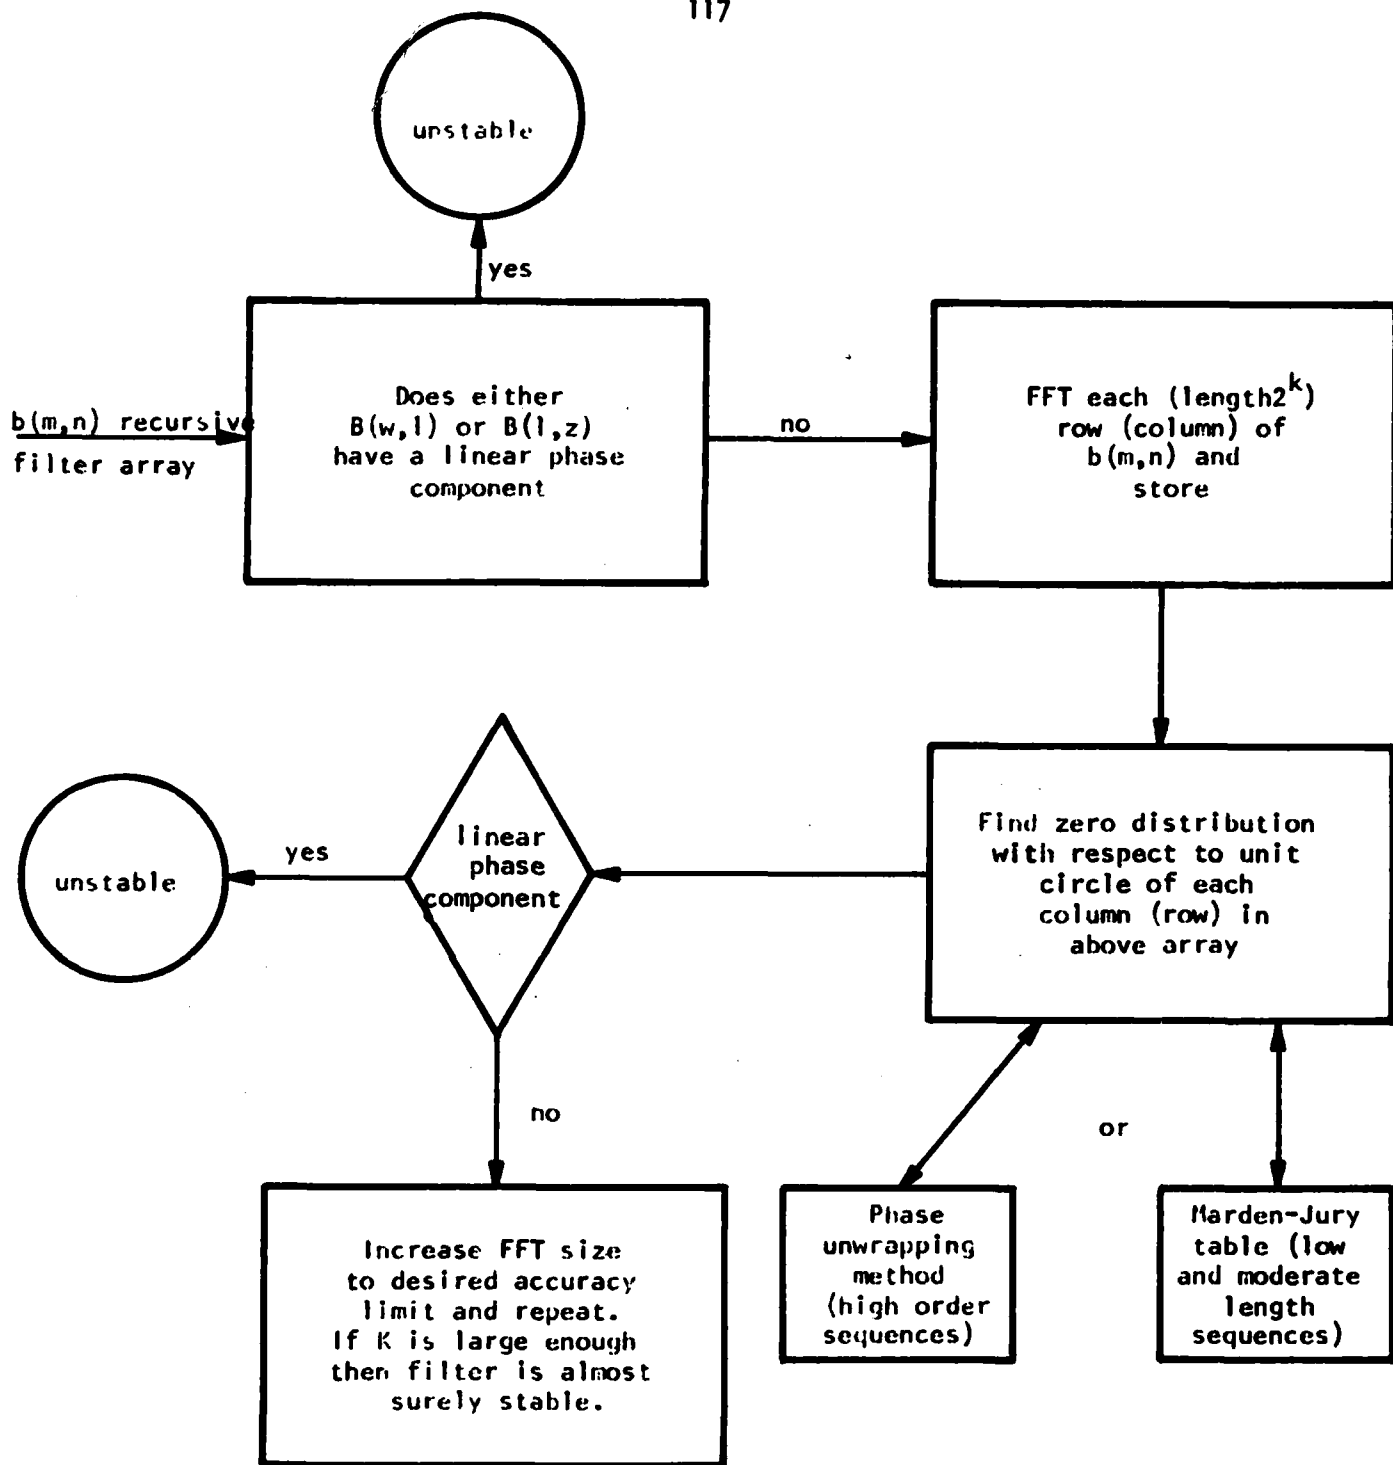 117
unstable
yes
b(m,n) recursive
filter array
Does either
B(w,1) or B(1,z)
have a linear phase
component
no
FFT each (length2^k)
row (column) of
b(m,n) and
store
Find zero distribution
with respect to unit
circle of each
column (row) in
above array
linear
phase
component
yes
unstable
no
or
Increase FFT size
to desired accuracy
limit and repeat.
If K is large enough
then filter is almost
surely stable.
Phase
unwrapping
method
(high order
sequences)
Marden-Jury
table (low
and moderate
length
sequences)